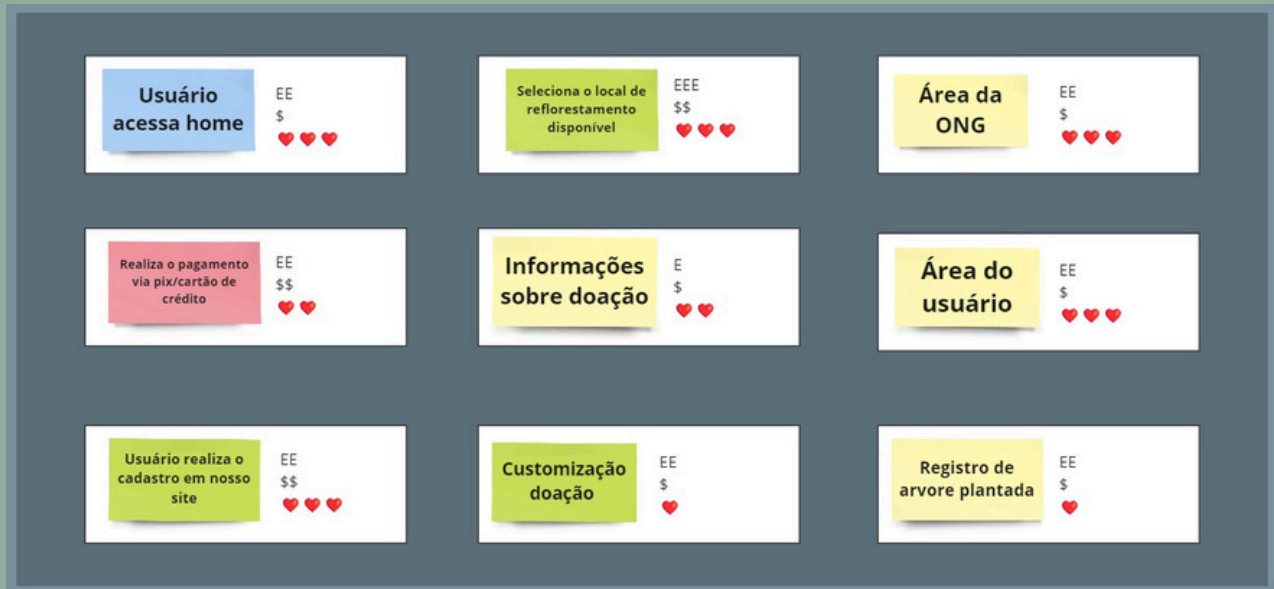 Usuário
acessa home
EE
$
Seleciona o local de
reflorestamento
disponível
EEE
$$
Área da
ONG
EE
$
Realiza o pagamento
via pix/cartão de
crédito
EE
$$
Informações
sobre doação
E
$
Área do
usuário
EE
$
Usuário realiza o
cadastro em nosso
site
EE
$$
Customização
doação
EE
$
Registro de
arvore plantada
EE
$